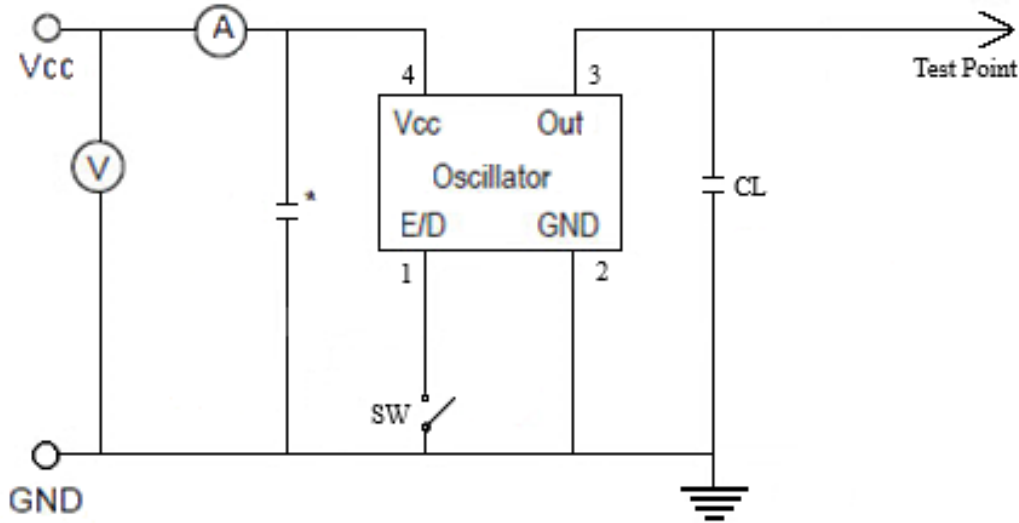 A
Vcc
4
3
Test Point
Vcc
Out
V
Oscillator
*
CL
E/D
GND
1
2
SW
GND